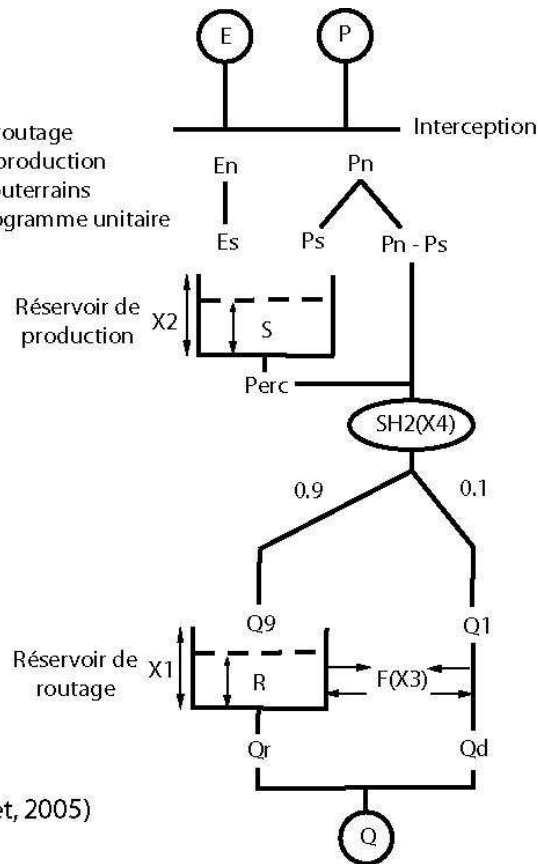 E P
Interception
routage
production
outerrains
ogramme unitaire
En Pn
Es Ps Pn - Ps
Réservoir de
production
X2
S
Perc
SH2(X4)
0.9 0.1
Q9 Q1
Réservoir de
routage
X1
R
F(X3)
Qr Qd
et, 2005)
Q